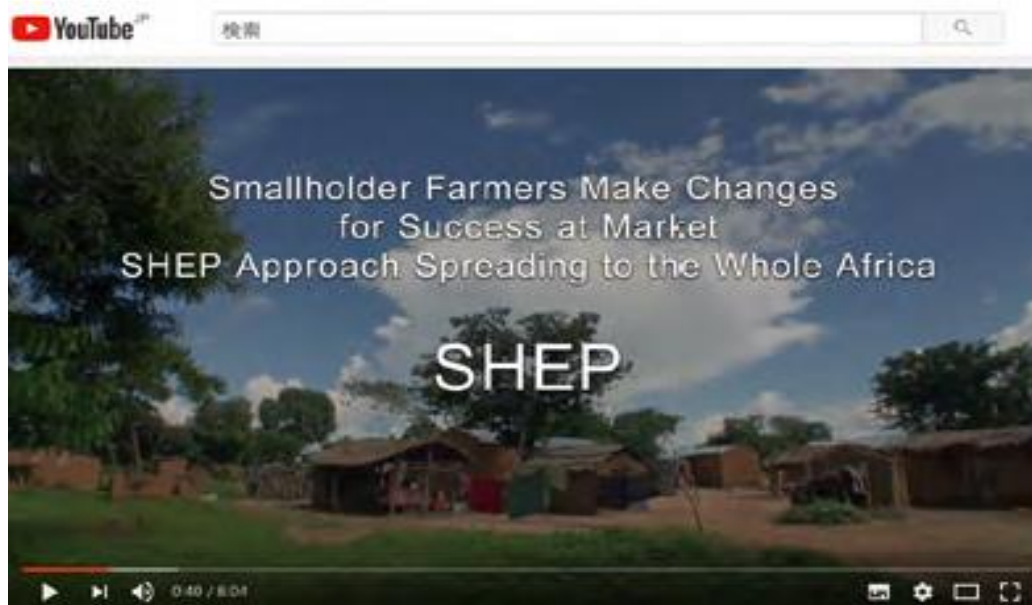 YouTube JP
検索
Smallholder Farmers Make Changes
for Success at Market
SHEP Approach Spreading to the Whole Africa
SHEP
0:40 / 8:04